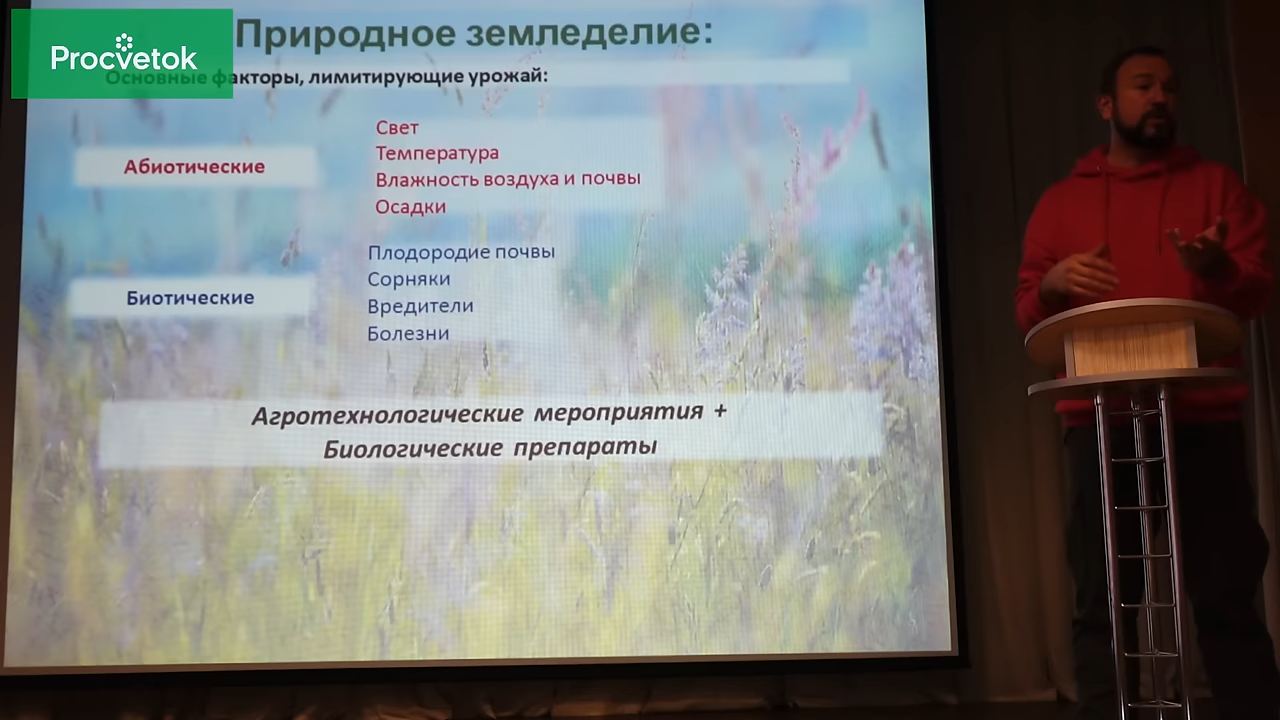 Procvetok
Природное земледелие:
Основные факторы, лимитирующие урожай:
Абиотические
Свет
Температура
Влажность воздуха и почвы
Осадки
Биотические
Плодородие почвы
Сорняки
Вредители
Болезни
Агротехнологические мероприятия +
Биологические препараты